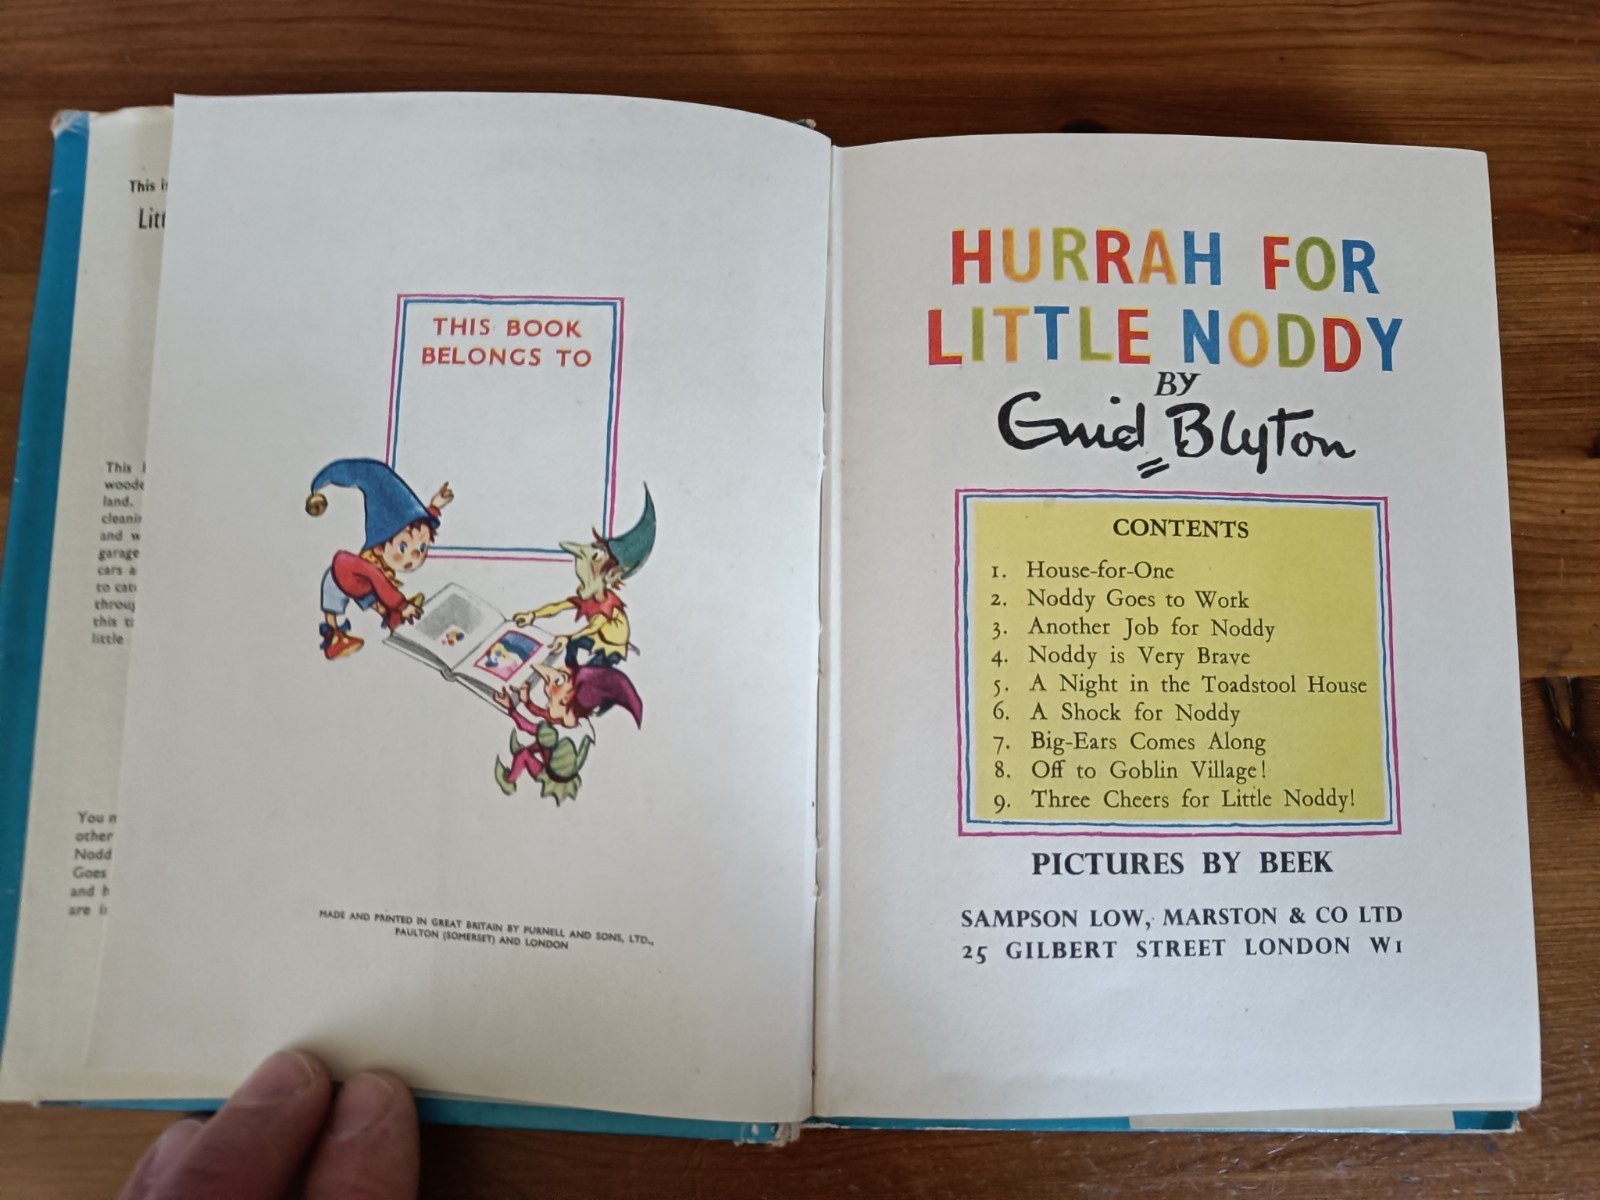 This
Litt
This
woode
land.
and w
garage
cars a
to cat
throug
this
little
You
other
Nodd
Goes
and h
are
THIS BOOK
BELONGS TO
MADE AND PRINTED IN GREAT BRITAIN BY PURNELL AND SONS, LTD.,
PAULTON (SOMERSET) AND LONDON
HURRAH FOR
LITTLE NODDY
BY
Enid Blyton
CONTENTS
1. House-for-One
2. Noddy Goes to Work
3. Another Job for Noddy
4. Noddy is Very Brave
5. A Night in the Toadstool House
6. A Shock for Noddy
7. Big-Ears Comes Along
8. Off to Goblin Village!
9. Three Cheers for Little Noddy!
PICTURES BY BEEK
SAMPSON LOW, MARSTON & CO LTD
25 GILBERT STREET LONDON W1